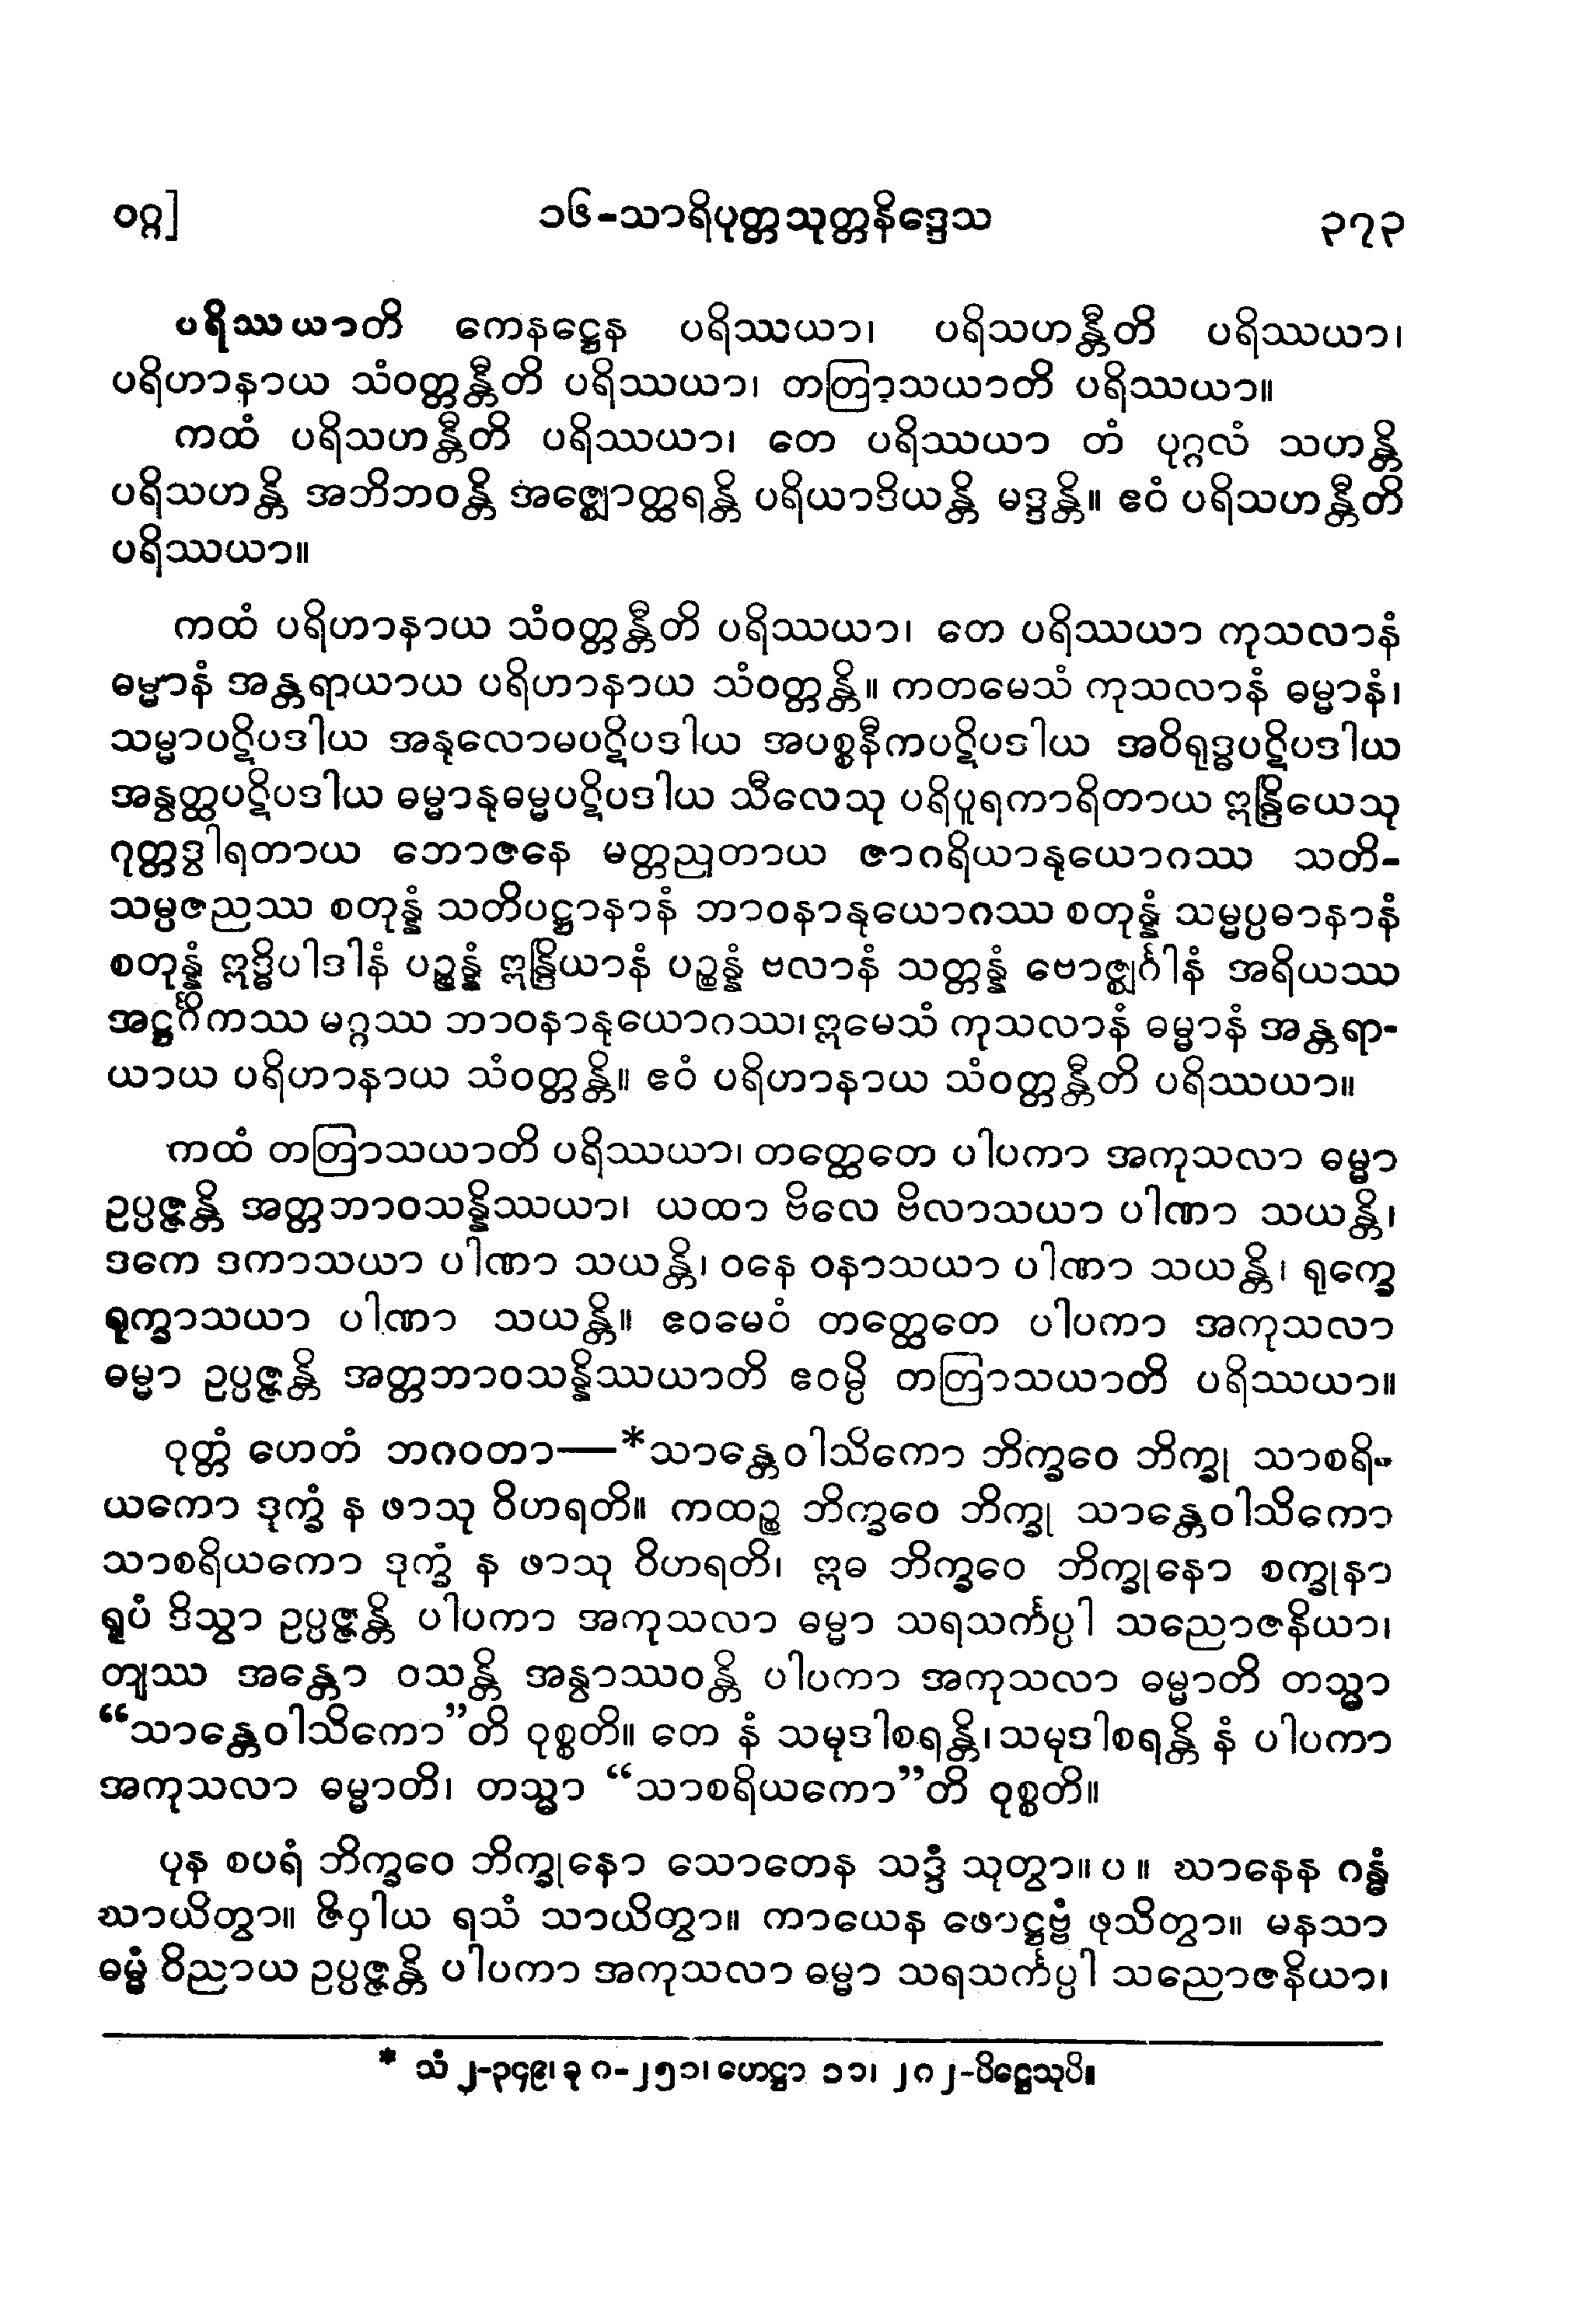 ဝဂ္ဂ]
၁၆-သာရိပုတ္တသုတ္တနိဒ္ဒေသ
၃၇၃
ပရိဿယာတိ ကေနဋ္ဌေန ပရိဿယာ၊ ပရိသဟန္တီတိ ပရိဿယာ၊
ပရိဟာနာယ သံဝတ္တန္တီတိ ပရိဿယာ၊ တတြာသယာတိ ပရိဿယာ။
ကထံ ပရိသဟန္တီတိ ပရိဿယာ၊ တေ ပရိဿယာ တံ ပုဂ္ဂလံ သဟန္တိ
ပရိသဟန္တိ အဘိဘဝန္တိ အဇ္ဈောတ္ထရန္တိ ပရိယာဒိယန္တိ မဒ္ဒန္တိ။ ဧဝံ ပရိသဟန္တီတိ
ပရိဿယာ။
ကထံ ပရိဟာနာယ သံဝတ္တန္တီတိ ပရိဿယာ၊ တေ ပရိဿယာ ကုသလာနံ
ဓမ္မာနံ အန္တရာယာယ ပရိဟာနာယ သံဝတ္တန္တိ။ ကတမေသံ ကုသလာနံ ဓမ္မာနံ၊
သမ္မာပဋိပဒါယ အနုလောမပဋိပဒါယ အပစ္စနီကပဋိပဒါယ အဝိရုဒ္ဓပဋိပဒါယ
အနွတ္ထပဋိပဒါယ ဓမ္မာနုဓမ္မပဋိပဒါယ သီလေသု ပရိပူရကာရိတာယ ဣန္ဒြိယေသု
ဂုတ္တဒွါရတာယ ဘောဇနေ မတ္တညုတာယ ဇာဂရိယာနုယောဂဿ သတိ-
သမ္ပဇညဿ စတုန္နံ သတိပဋ္ဌာနာနံ ဘာဝနာနုယောဂဿ စတုန္နံ သမ္မပ္ပဓာနာနံ
စတုန္နံ ဣဒ္ဓိပါဒါနံ ပဉ္စန္နံ ဣန္ဒြိယာနံ ပဉ္စန္နံ ဗလာနံ သတ္တန္နံ ဗောဇ္ဈင်္ဂါနံ အရိယဿ
အဋ္ဌင်္ဂိကဿ မဂ္ဂဿ ဘာဝနာနုယောဂဿ၊ ဣမေသံ ကုသလာနံ ဓမ္မာနံ အန္တရာ-
ယာယ ပရိဟာနာယ သံဝတ္တန္တိ။ ဧဝံ ပရိဟာနာယ သံဝတ္တန္တီတိ ပရိဿယာ။
ကထံ တတြာသယာတိ ပရိဿယာ၊ တတ္ထေတေ ပါပကာ အကုသလာ ဓမ္မာ
ဥပ္ပဇ္ဇန္တိ အတ္တဘာဝသန္နိဿယာ၊ ယထာ ဗိလေ ဗိလာသယာ ပါဏာ သယန္တိ၊
ဒကေ ဒကာသယာ ပါဏာ သယန္တိ၊ ဝနေ ဝနာသယာ ပါဏာ သယန္တိ၊ ရုက္ခေ
ရုက္ခာသယာ ပါဏာ သယန္တိ။ ဧဝမေဝံ တတ္ထေတေ ပါပကာ အကုသလာ
ဓမ္မာ ဥပ္ပဇ္ဇန္တိ အတ္တဘာဝသန္နိဿယာတိ ဧဝမ္ပိ တတြာသယာတိ ပရိဿယာ။
ဝုတ္တံ ဟေတံ ဘဂဝတာ—*သာန္တေဝါသိကော ဘိက္ခဝေ ဘိက္ခု သာစရိ-
ယကော ဒုက္ခံ န ဖာသု ဝိဟရတိ။ ကထဉ္စ ဘိက္ခဝေ ဘိက္ခု သာန္တေဝါသိကော
သာစရိယကော ဒုက္ခံ န ဖာသု ဝိဟရတိ၊ ဣဓ ဘိက္ခဝေ ဘိက္ခုနော စက္ခုနာ
ရူပံ ဒိသွာ ဥပ္ပဇ္ဇန္တိ ပါပကာ အကုသလာ ဓမ္မာ သရသင်္ကပ္ပါ သညောဇနိယာ၊
တျဿ အန္တော ဝသန္တိ အနွာဿဝန္တိ ပါပကာ အကုသလာ ဓမ္မာတိ တသ္မာ
“သာန္တေဝါသိကော”တိ ဝုစ္စတိ။ တေ နံ သမုဒါစရန္တိ၊ သမုဒါစရန္တိ နံ ပါပကာ
အကုသလာ ဓမ္မာတိ၊ တသ္မာ “သာစရိယကော”တိ ဝုစ္စတိ။
ပုန စပရံ ဘိက္ခဝေ ဘိက္ခုနော သောတေန သဒ္ဒံ သုတွာ။ ပ ။ ဃာနေန ဂန္ဓံ
ဃာယိတွာ။ ဇိဝှါယ ရသံ သာယိတွာ။ ကာယေန ဖောဋ္ဌဗ္ဗံ ဖုသိတွာ။ မနသာ
ဓမ္မံ ဝိညာယ ဥပ္ပဇ္ဇန္တိ ပါပကာ အကုသလာ ဓမ္မာ သရသင်္ကပ္ပါ သညောဇနိယာ၊
* သံ ၂-၃၄၉၊ ခု ဂ-၂၅၁၊ ဟေဋ္ဌာ ၁၁၊ ၂၀၂-ပိဋ္ဌေသုပိ။